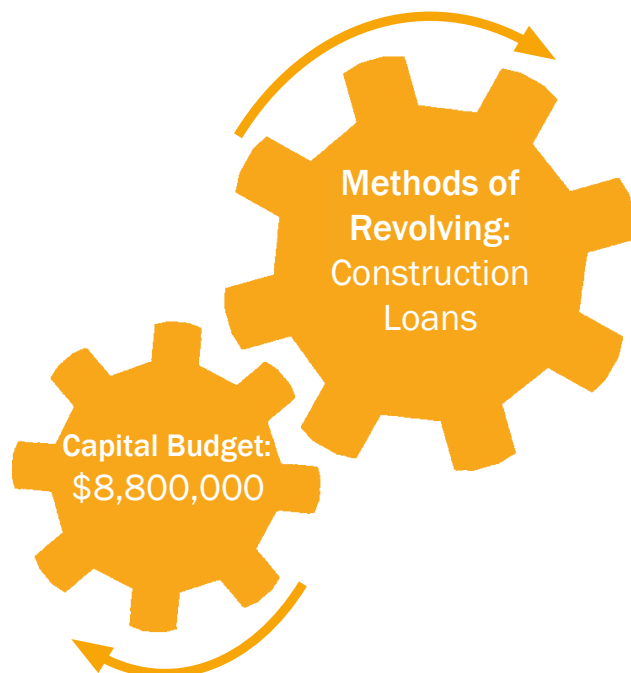 Methods of
Revolving:
Construction
Loans
Capital Budget:
$8,800,000